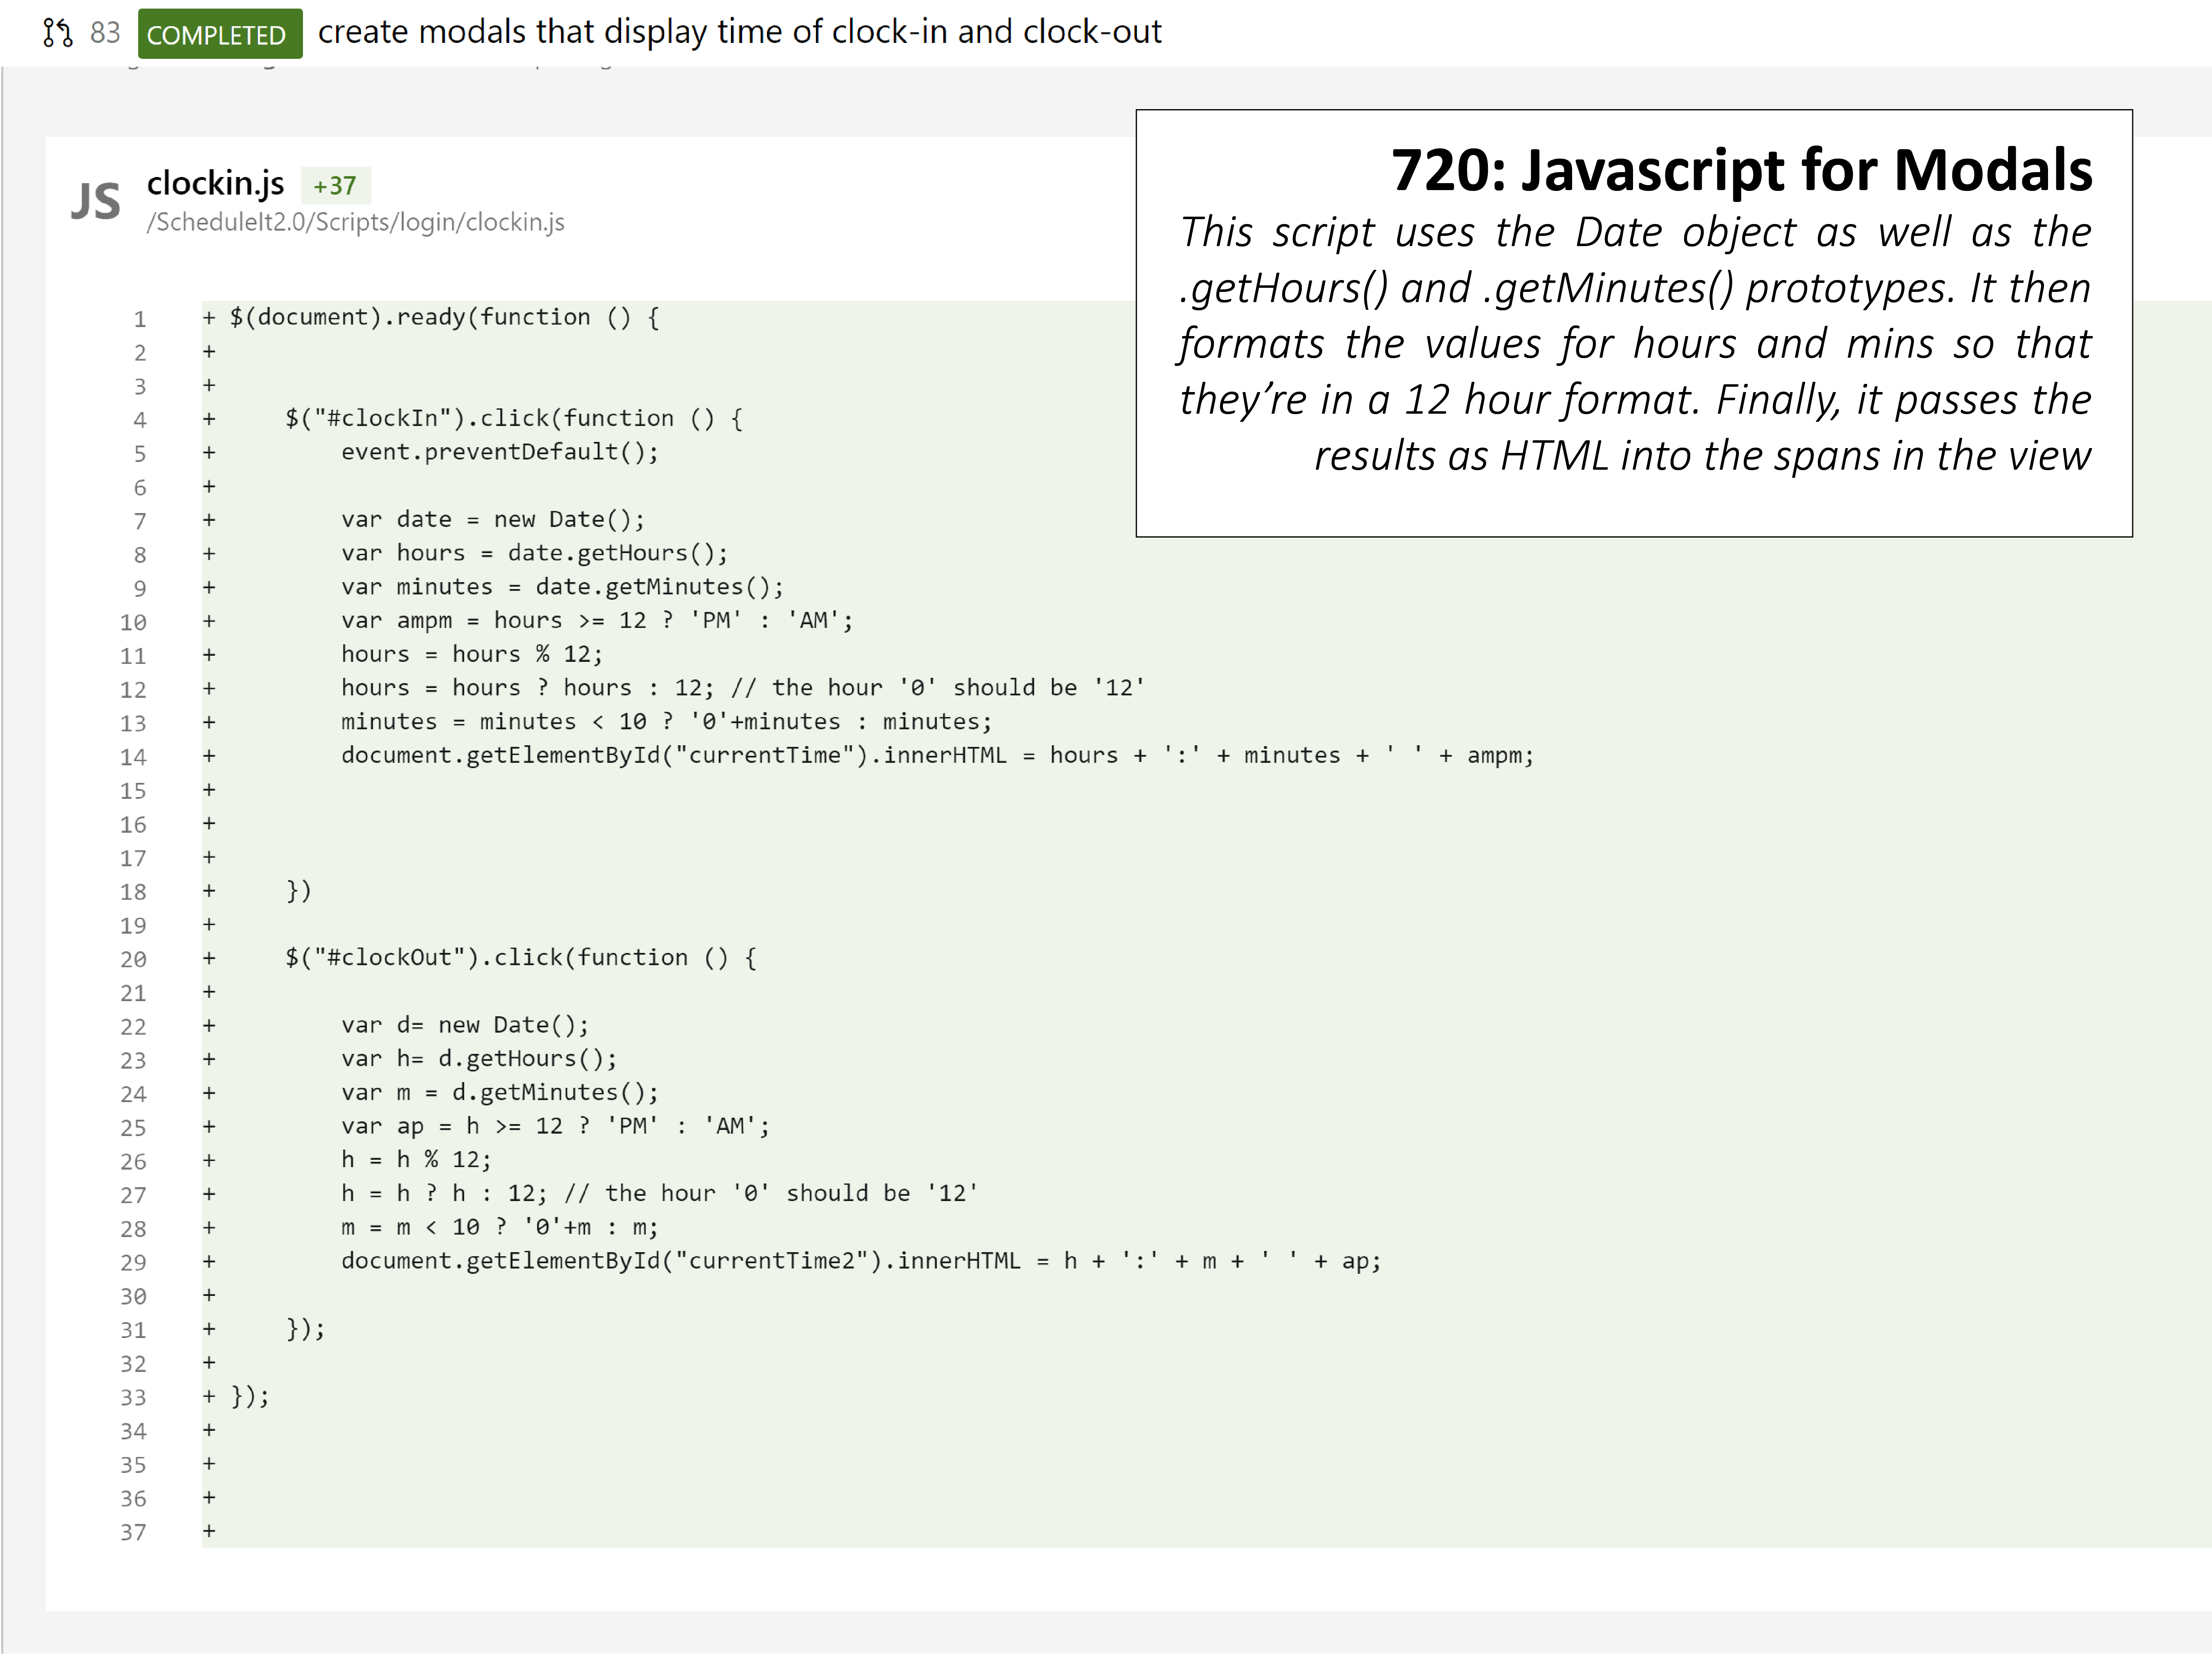 83 COMPLETED create modals that display time of clock-in and clock-out
720: Javascript for Modals
This script uses the Date object as well as the
.getHours() and .getMinutes() prototypes. It then
formats the values for hours and mins so that
they’re in a 12 hour format. Finally, it passes the
results as HTML into the spans in the view
JS clockin.js +37
/ScheduleIt2.0/Scripts/login/clockin.js
1 + $(document).ready(function () {
2 +
3 +
4 +     $("#clockIn").click(function () {
5 +         event.preventDefault();
6 +
7 +         var date = new Date();
8 +         var hours = date.getHours();
9 +         var minutes = date.getMinutes();
10 +         var ampm = hours >= 12 ? 'PM' : 'AM';
11 +         hours = hours % 12;
12 +         hours = hours ? hours : 12; // the hour '0' should be '12'
13 +         minutes = minutes < 10 ? '0'+minutes : minutes;
14 +         document.getElementById("currentTime").innerHTML = hours + ':' + minutes + ' ' + ampm;
15 +
16 +
17 +
18 +     })
19 +
20 +     $("#clockOut").click(function () {
21 +
22 +         var d= new Date();
23 +         var h= d.getHours();
24 +         var m = d.getMinutes();
25 +         var ap = h >= 12 ? 'PM' : 'AM';
26 +         h = h % 12;
27 +         h = h ? h : 12; // the hour '0' should be '12'
28 +         m = m < 10 ? '0'+m : m;
29 +         document.getElementById("currentTime2").innerHTML = h + ':' + m + ' ' + ap;
30 +
31 +     });
32 +
33 + });
34 +
35 +
36 +
37 +